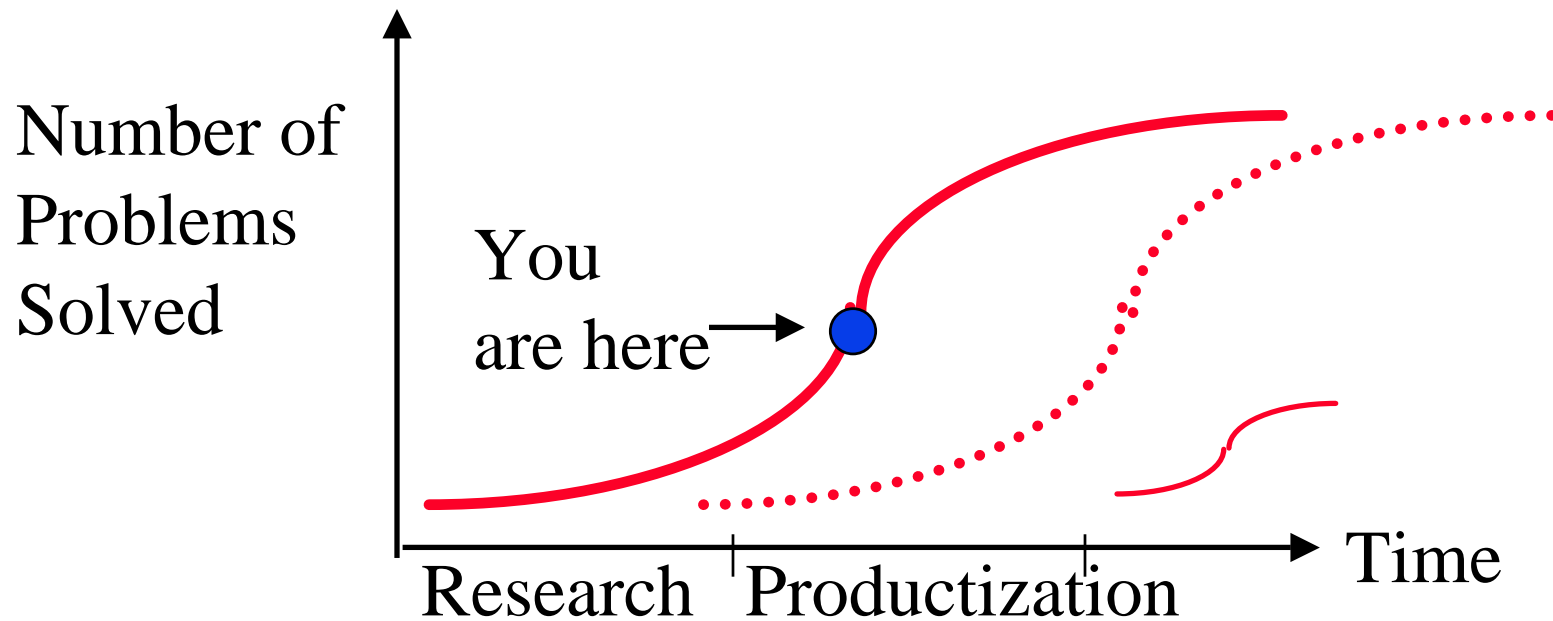 Number of
Problems
Solved
You
are here
Time
Research
Productization